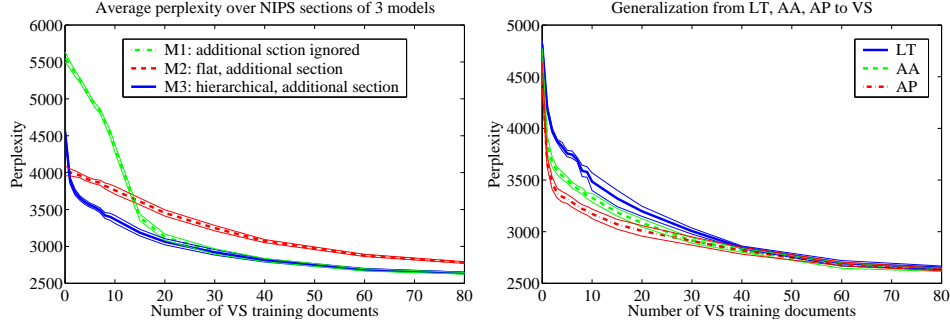 Average perplexity over NIPS sections of 3 models
M1: additional sction ignored
M2: flat, additional section
M3: hierarchical, additional section
Perplexity
6000
5500
5000
4500
4000
3500
3000
2500
0 10 20 30 40 50 60 70 80
Number of VS training documents
Generalization from LT, AA, AP to VS
LT
AA
AP
Perplexity
5000
4500
4000
3500
3000
2500
0 10 20 30 40 50 60 70 80
Number of VS training documents